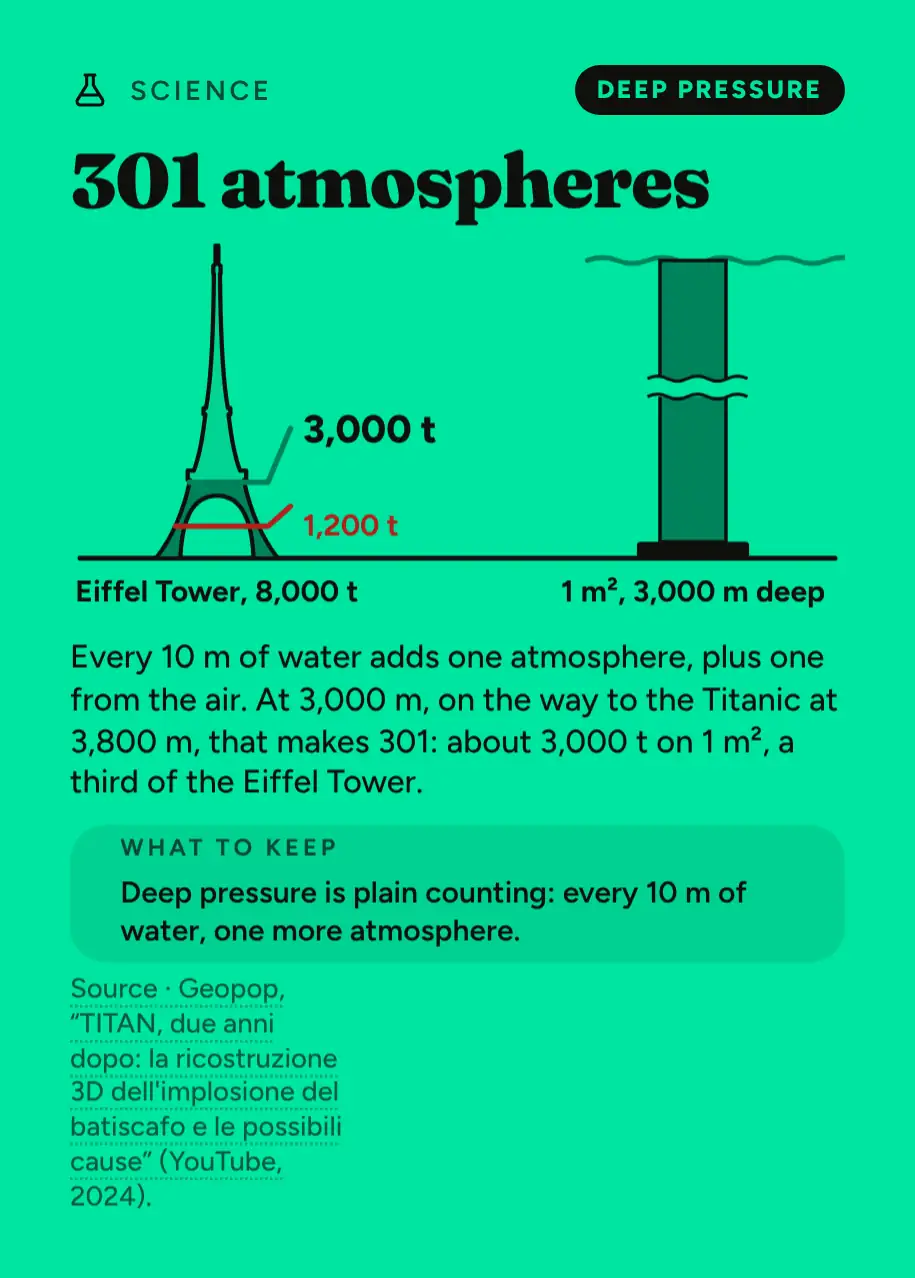 SCIENCE
DEEP PRESSURE
301 atmospheres
3,000 t
1,200 t
Eiffel Tower, 8,000 t
1 m², 3,000 m deep
Every 10 m of water adds one atmosphere, plus one
from the air. At 3,000 m, on the way to the Titanic at
3,800 m, that makes 301: about 3,000 t on 1 m², a
third of the Eiffel Tower.
WHAT TO KEEP
Deep pressure is plain counting: every 10 m of
water, one more atmosphere.
Source · Geopop,
“TITAN, due anni
dopo: la ricostruzione
3D dell'implosione del
batiscafo e le possibili
cause” (YouTube,
2024).